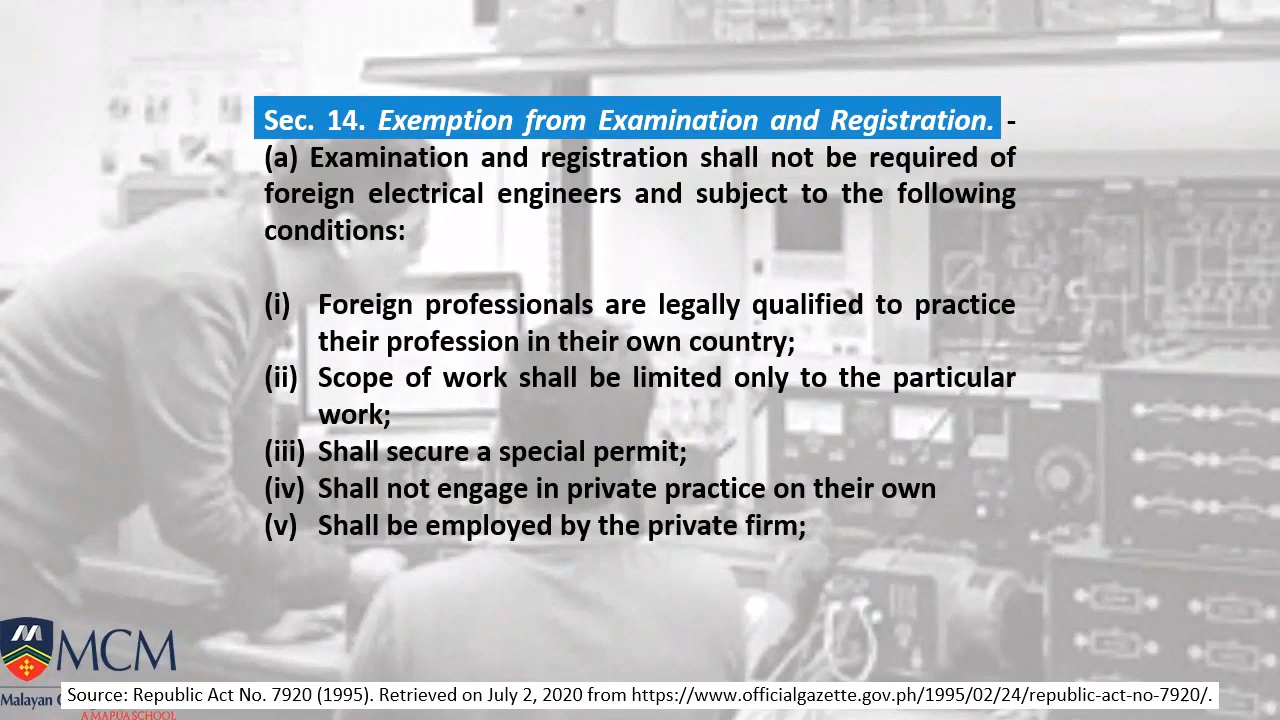 Sec. 14. Exemption from Examination and Registration. -
(a) Examination and registration shall not be required of
foreign electrical engineers and subject to the following
conditions:
(i) Foreign professionals are legally qualified to practice
their profession in their own country;
(ii) Scope of work shall be limited only to the particular
work;
(iii) Shall secure a special permit;
(iv) Shall not engage in private practice on their own
(v) Shall be employed by the private firm;
MCM
Malayan
Source: Republic Act No. 7920 (1995). Retrieved on July 2, 2020 from https://www.officialgazette.gov.ph/1995/02/24/republic-act-no-7920/.
A MAPUA SCHOOL